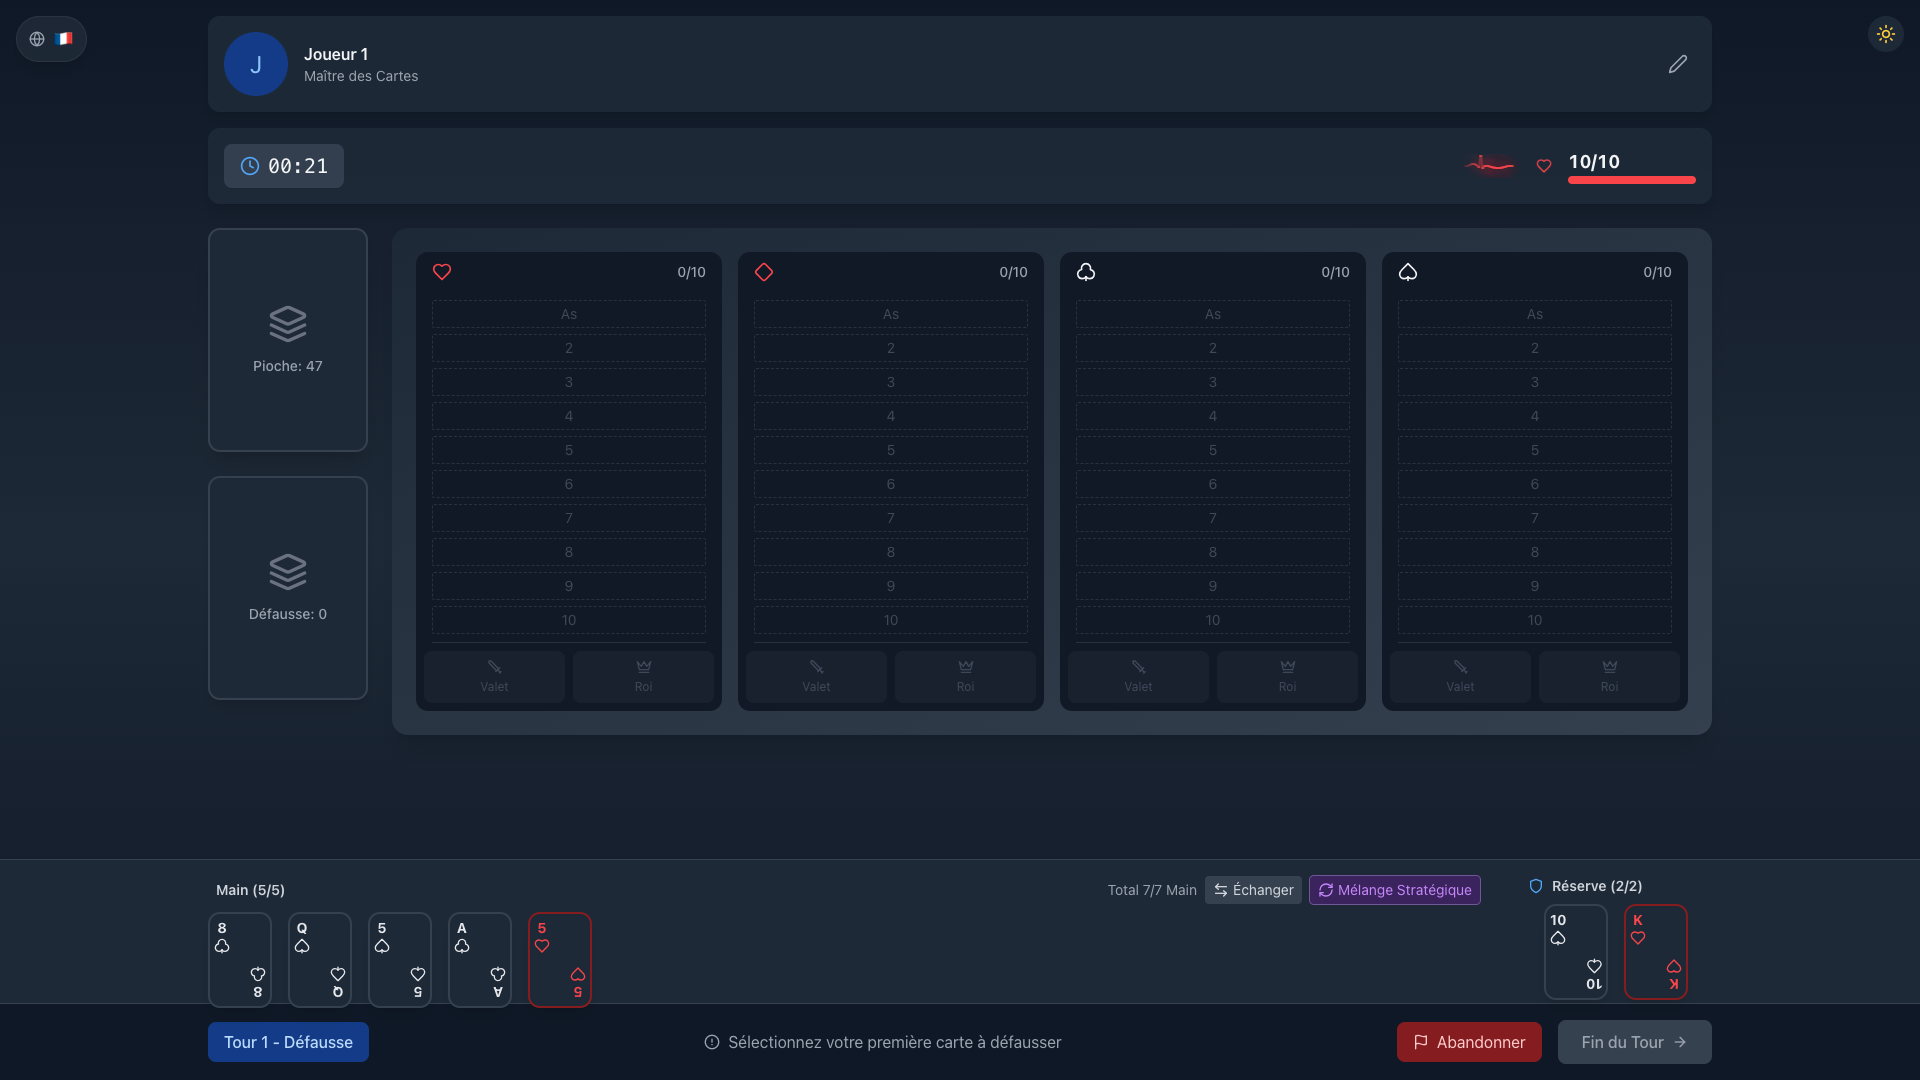 J
Joueur 1
Maître des Cartes
00:21
10/10
Pioche: 47
Défausse: 0
0/10
As
2
3
4
5
6
7
8
9
10
Valet
Roi
0/10
As
2
3
4
5
6
7
8
9
10
Valet
Roi
0/10
As
2
3
4
5
6
7
8
9
10
Valet
Roi
0/10
As
2
3
4
5
6
7
8
9
10
Valet
Roi
Main (5/5)
Total 7/7 Main
Échanger
Mélange Stratégique
Réserve (2/2)
8
8
Q
Q
5
5
A
A
5
5
10
10
K
K
Tour 1 - Défausse
Sélectionnez votre première carte à défausser
Abandonner
Fin du Tour